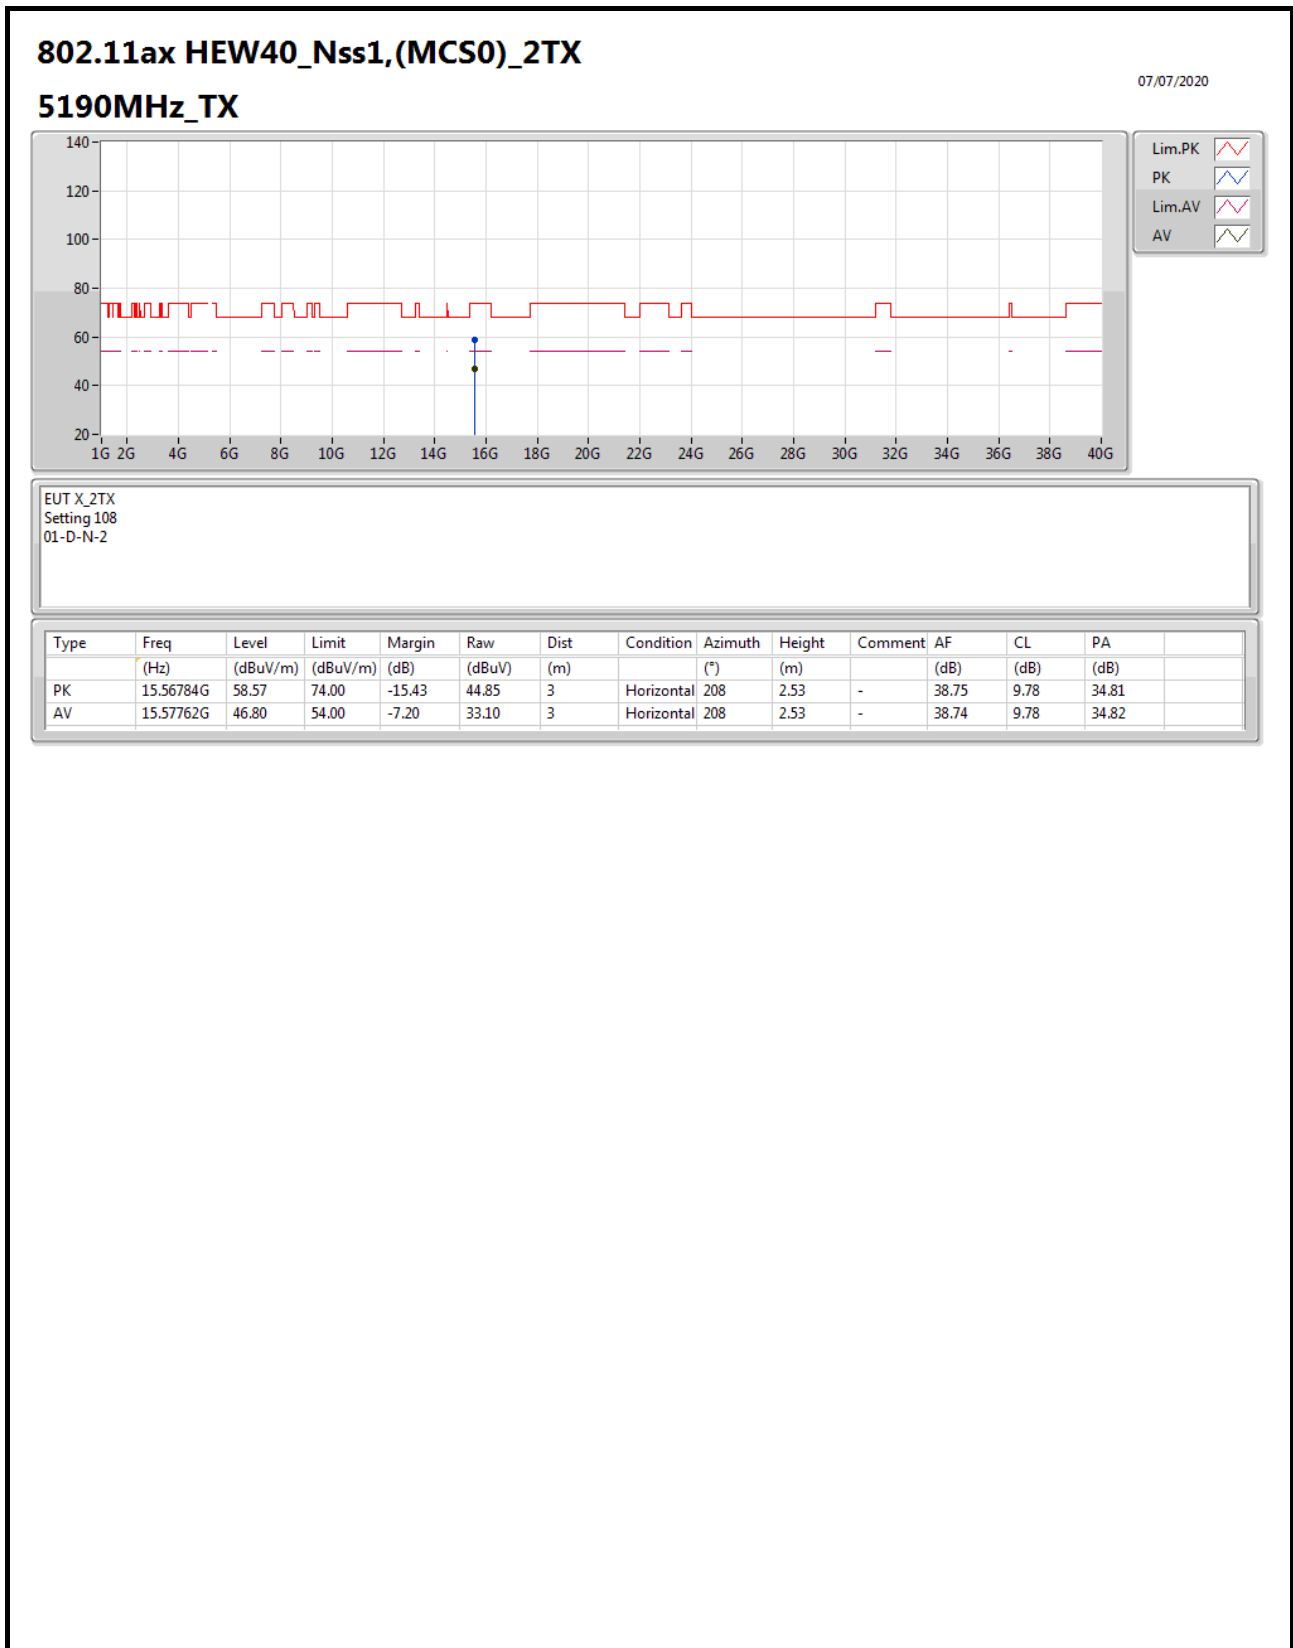 802.11ax HEW40_Nss1,(MCS0)_2TX
07/07/2020
5190MHz_TX
140
120
100
80
60
40
20
1G 2G 4G 6G 8G 10G 12G 14G 16G 18G 20G 22G 24G 26G 28G 30G 32G 34G 36G 38G 40G
Lim.PK
PK
Lim.AV
AV
EUT X_2TX
Setting 108
01-D-N-2
Type Freq Level Limit Margin Raw Dist Condition Azimuth Height Comment AF CL PA
(Hz) (dBuV/m) (dBuV/m) (dB) (dBuV) (m) (°) (m) (dB) (dB) (dB)
PK 15.56784G 58.57 74.00 -15.43 44.85 3 Horizontal 208 2.53 - 38.75 9.78 34.81
AV 15.57762G 46.80 54.00 -7.20 33.10 3 Horizontal 208 2.53 - 38.74 9.78 34.82